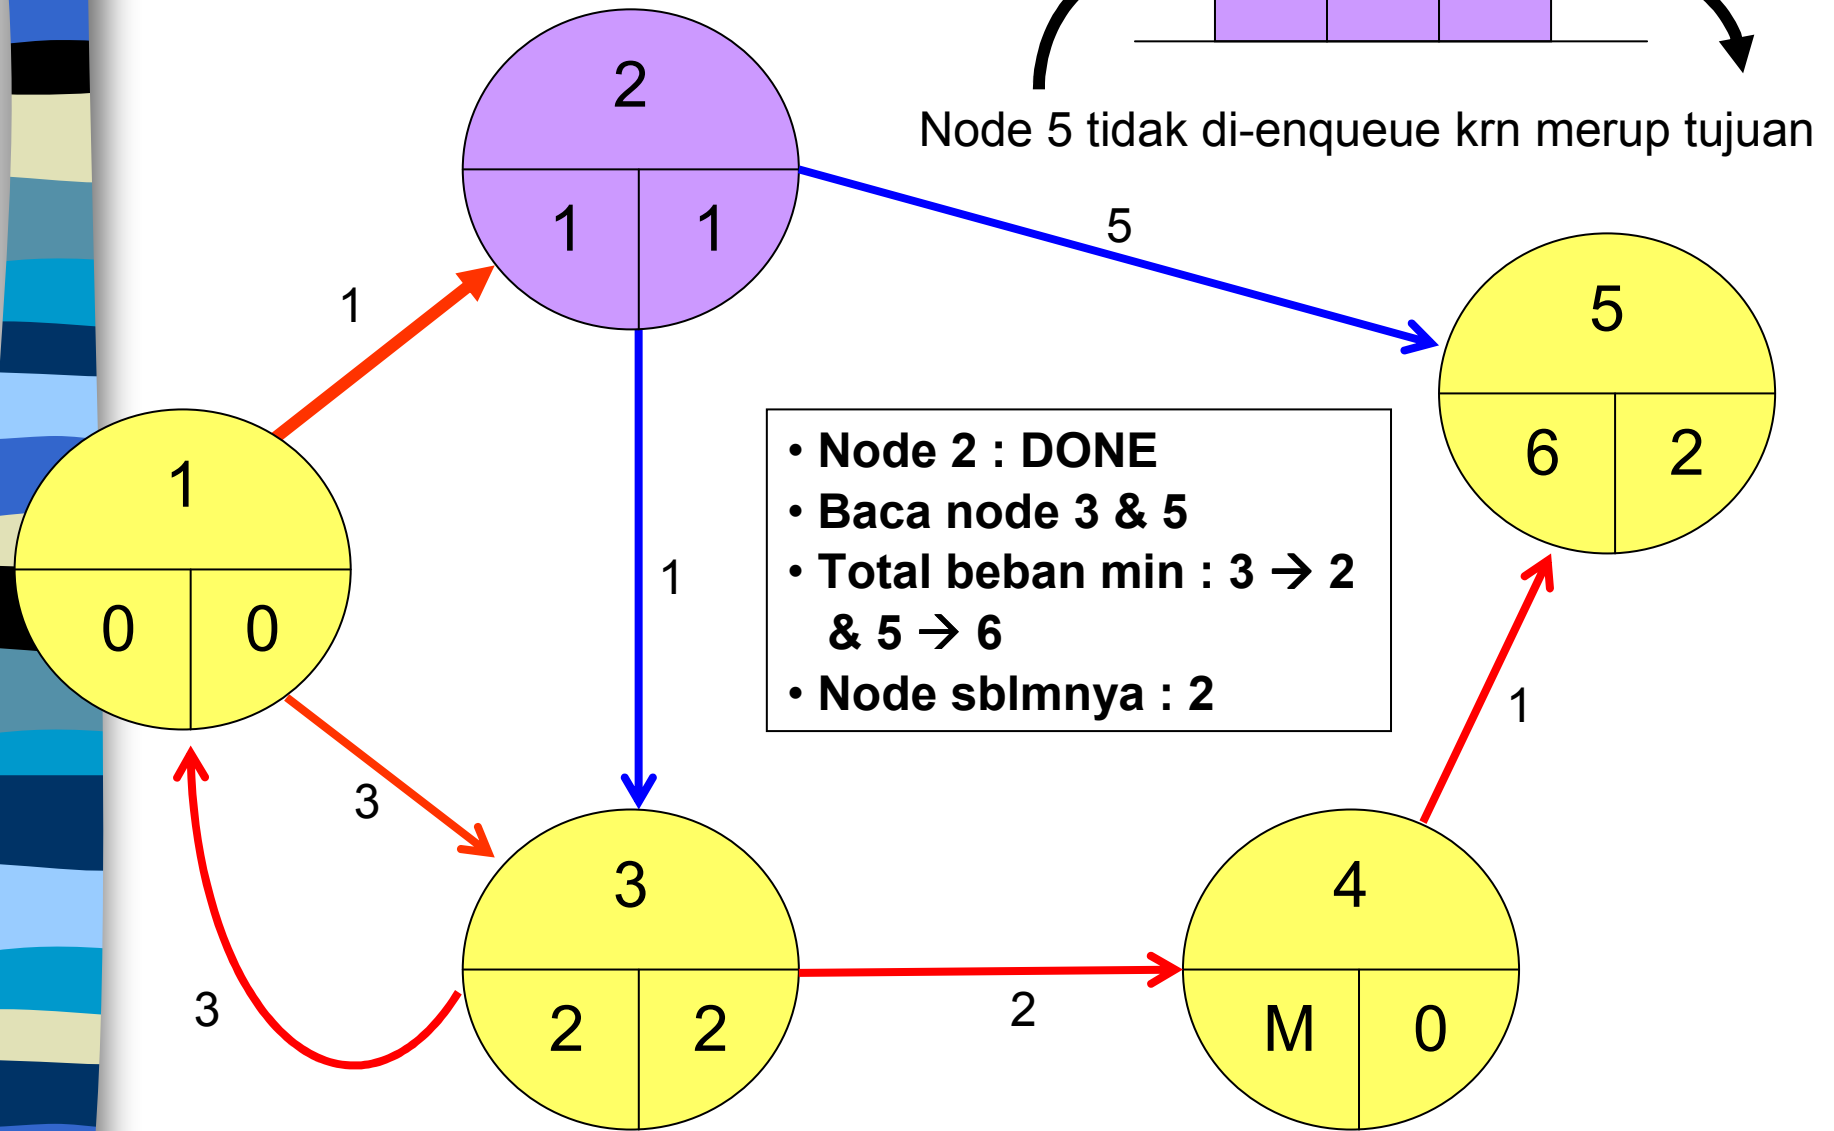 2
1 1
Node 5 tidak di-enqueue krn merup tujuan
5
1
5
6 2
1
0 0
• Node 2 : DONE
• Baca node 3 & 5
• Total beban min : 3 → 2
& 5 → 6
• Node sblmnya : 2
1
1
3
3
2 2
4
M 0
3
2